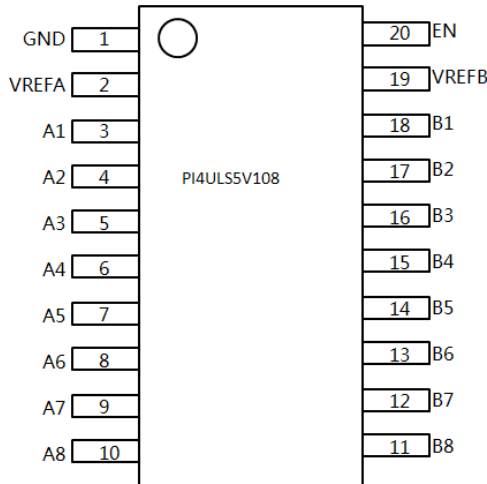 GND 1 20 EN
VREFA 2 19 VREFB
A1 3 18 B1
A2 4 PI4ULS5V108 17 B2
A3 5 16 B3
A4 6 15 B4
A5 7 14 B5
A6 8 13 B6
A7 9 12 B7
A8 10 11 B8